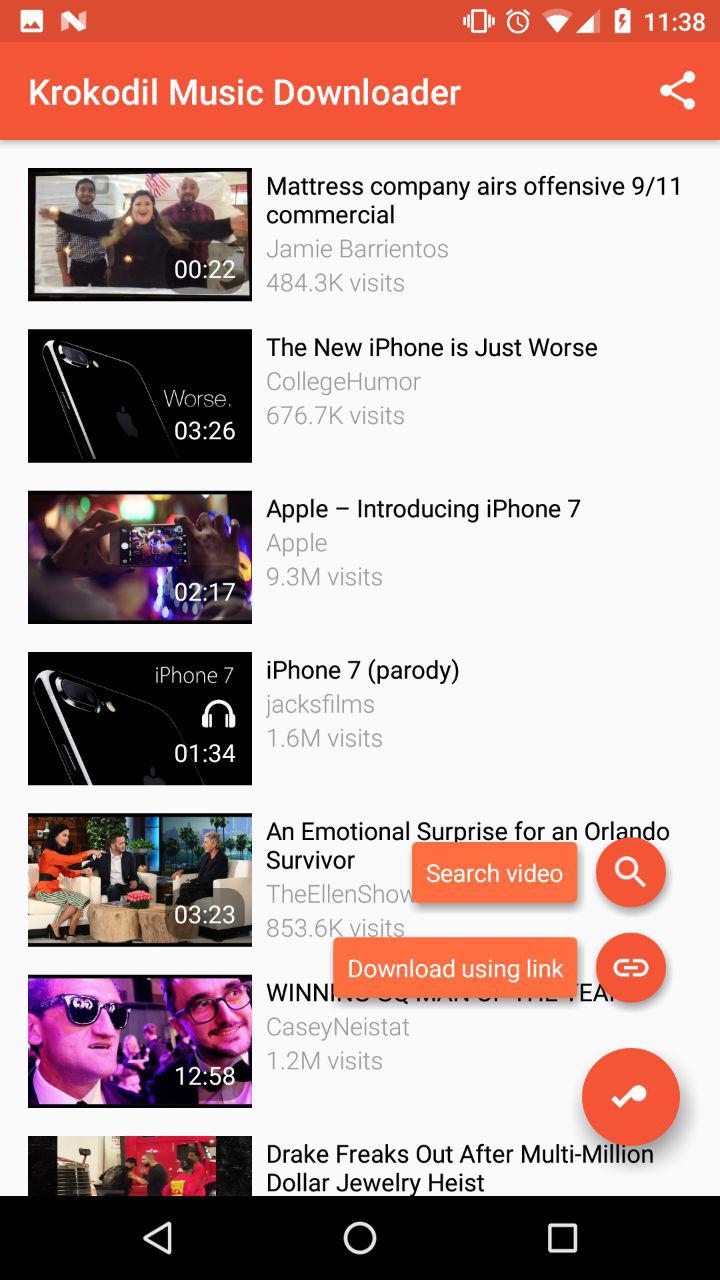 11:38
Krokodil Music Downloader
00:22
Mattress company airs offensive 9/11
commercial
Jamie Barrientos
484.3K visits
Worse.
03:26
The New iPhone is Just Worse
CollegeHumor
676.7K visits
02:17
Apple – Introducing iPhone 7
Apple
9.3M visits
iPhone 7
01:34
iPhone 7 (parody)
jacksfilms
1.6M visits
03:23
An Emotional Surprise for an Orlando
Survivor
TheEllenShow
853.6K visits
Search video
Download using link
12:58
CaseyNeistat
1.2M visits
Drake Freaks Out After Multi-Million
Dollar Jewelry Heist